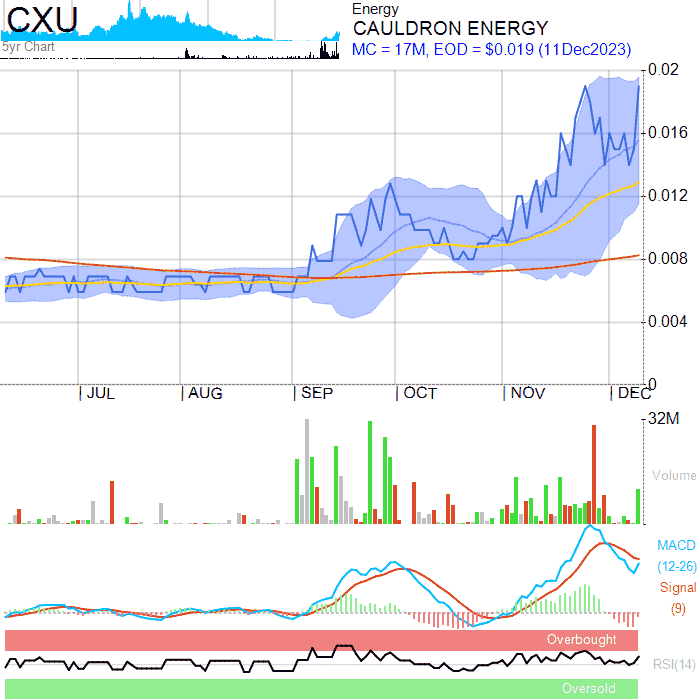 CXU
5yr Chart
Energy
CAULDRON ENERGY
MC = 17M, EOD = $0.019 (11Dec2023)
0.02
0.016
0.012
0.008
0.004
0
| JUL | AUG | SEP | OCT | NOV | DEC
32M
Volume
MACD
(12-26)
Signal
(9)
Overbought
RSI(14)
Oversold